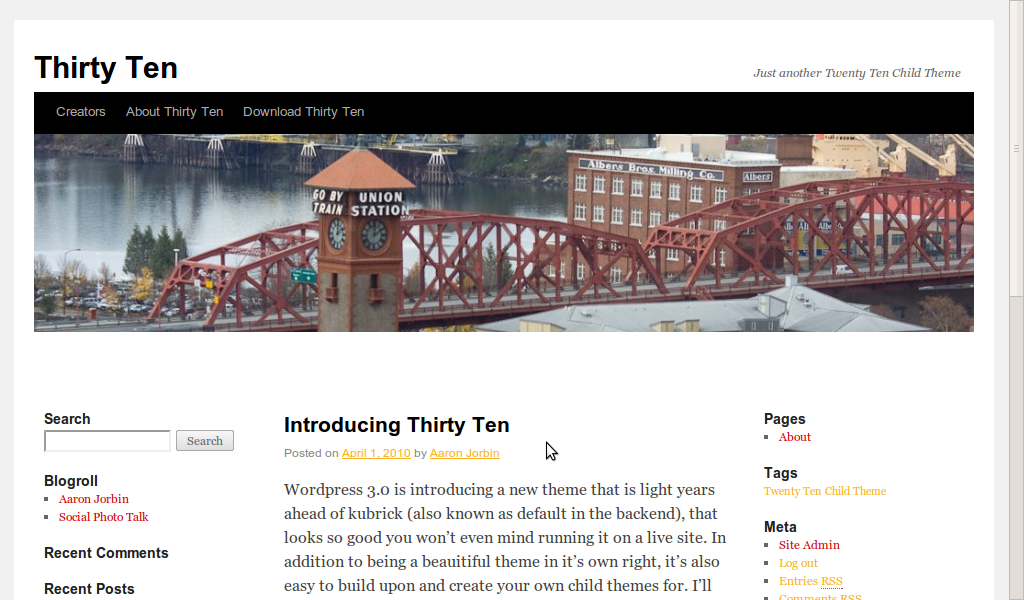 Thirty Ten
Just another Twenty Ten Child Theme
Creators About Thirty Ten Download Thirty Ten
Albers Bros. Milling Co.
Albers
GO BY UNION
TRAIN STATION
Search
Search
Blogroll
Aaron Jorbin
Social Photo Talk
Recent Comments
Recent Posts
Introducing Thirty Ten
Posted on April 1, 2010 by Aaron Jorbin
Wordpress 3.0 is introducing a new theme that is light years
ahead of kubrick (also known as default in the backend), that
looks so good you won’t even mind running it on a live site. In
addition to being a beauitiful theme in it’s own right, it’s also
easy to build upon and create your own child themes for. I’ll
Pages
About
Tags
Twenty Ten Child Theme
Meta
Site Admin
Log out
Entries RSS
Comments RSS